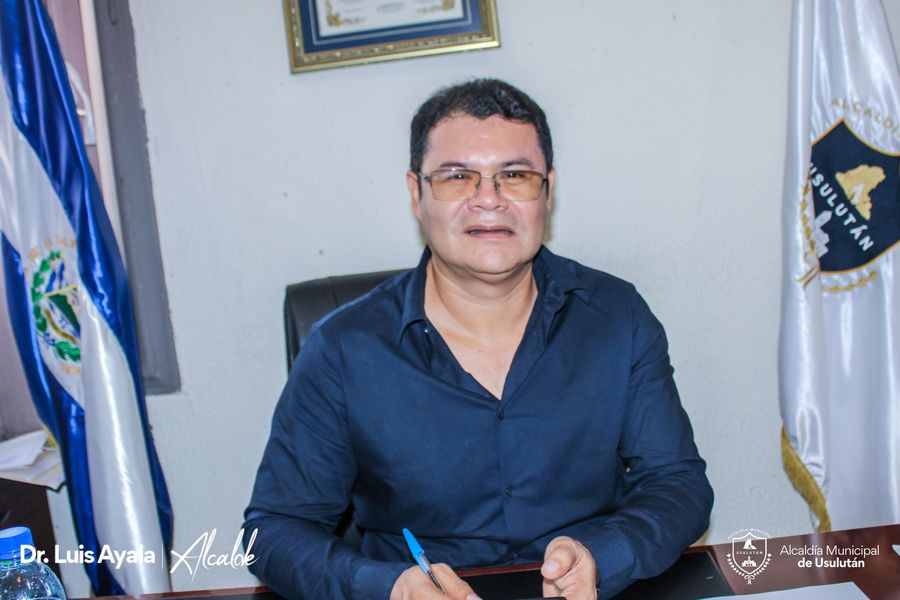 ALCALDÍA
USULUTÁN
Dr. Luis Ayala
Alcalde
Alcaldía Municipal
de Usulután